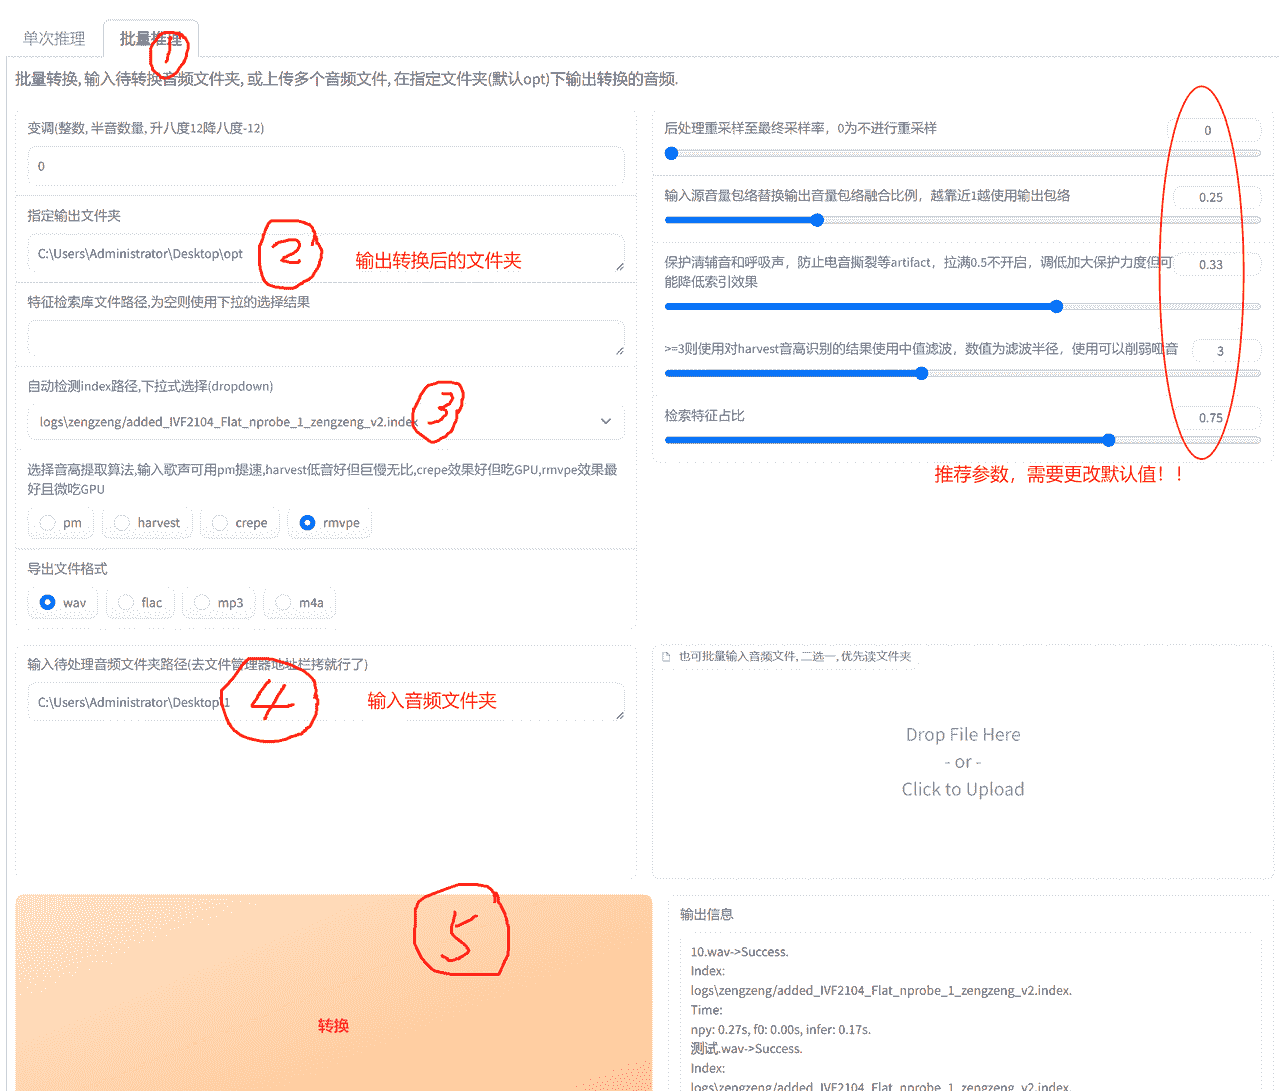 单次推理
批量推理
1
批量转换, 输入待转换音频文件夹, 或上传多个音频文件, 在指定文件夹(默认opt)下输出转换的音频.
变调(整数, 半音数量, 升八度12降八度-12)
0
指定输出文件夹
C:\Users\Administrator\Desktop\opt
2
输出转换后的文件夹
特征检索库文件路径,为空则使用下拉的选择结果
自动检测index路径,下拉式选择(dropdown)
3
logs\zengzeng/added_IVF2104_Flat_nprobe_1_zengzeng_v2.index
选择音高提取算法,输入歌声可用pm提速,harvest低音好但巨慢无比,crepe效果好但吃GPU,rmvpe效果最
好且微吃GPU
pm
harvest
crepe
rmvpe
导出文件格式
wav
flac
mp3
m4a
后处理重采样至最终采样率，0为不进行重采样
0
输入源音量包络替换输出音量包络融合比例，越靠近1越使用输出包络
0.25
保护清辅音和呼吸声，防止电音撕裂等artifact，拉满0.5不开启，调低加大保护力度但可
能降低索引效果
0.33
>=3则使用对harvest音高识别的结果使用中值滤波，数值为滤波半径，使用可以削弱哑音
3
检索特征占比
0.75
推荐参数，需要更改默认值！！
输入待处理音频文件夹路径(去文件管理器地址栏拷就行了)
C:\Users\Administrator\Desktop\1
4
输入音频文件夹
也可批量输入音频文件, 二选一, 优先读文件夹
Drop File Here
- or -
Click to Upload
5
转换
输出信息
10.wav->Success.
Index:
logs\zengzeng/added_IVF2104_Flat_nprobe_1_zengzeng_v2.index.
Time:
npy: 0.27s, f0: 0.00s, infer: 0.17s.
测试.wav->Success.
Index:
logs\zengzeng/added_IVF2104_Flat_nprobe_1_zengzeng_v2.index.